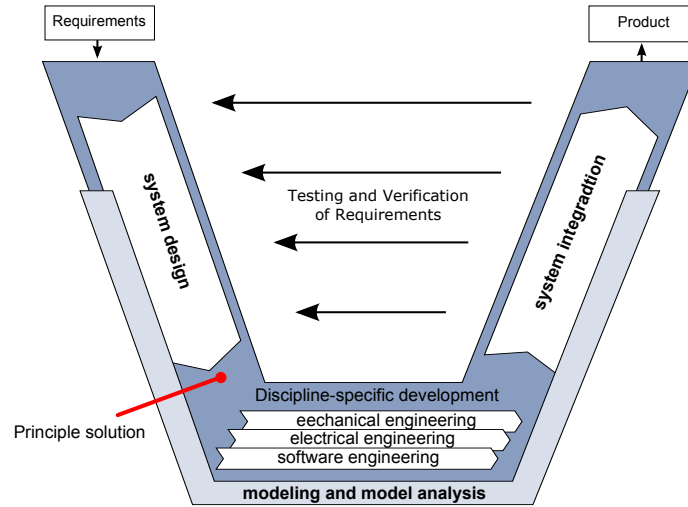 Requirements
Product
system design
Testing and Verification
of Requirements
system integradtion
Discipline-specific development
eechanical engineering
electrical engineering
software engineering
Principle solution
modeling and model analysis